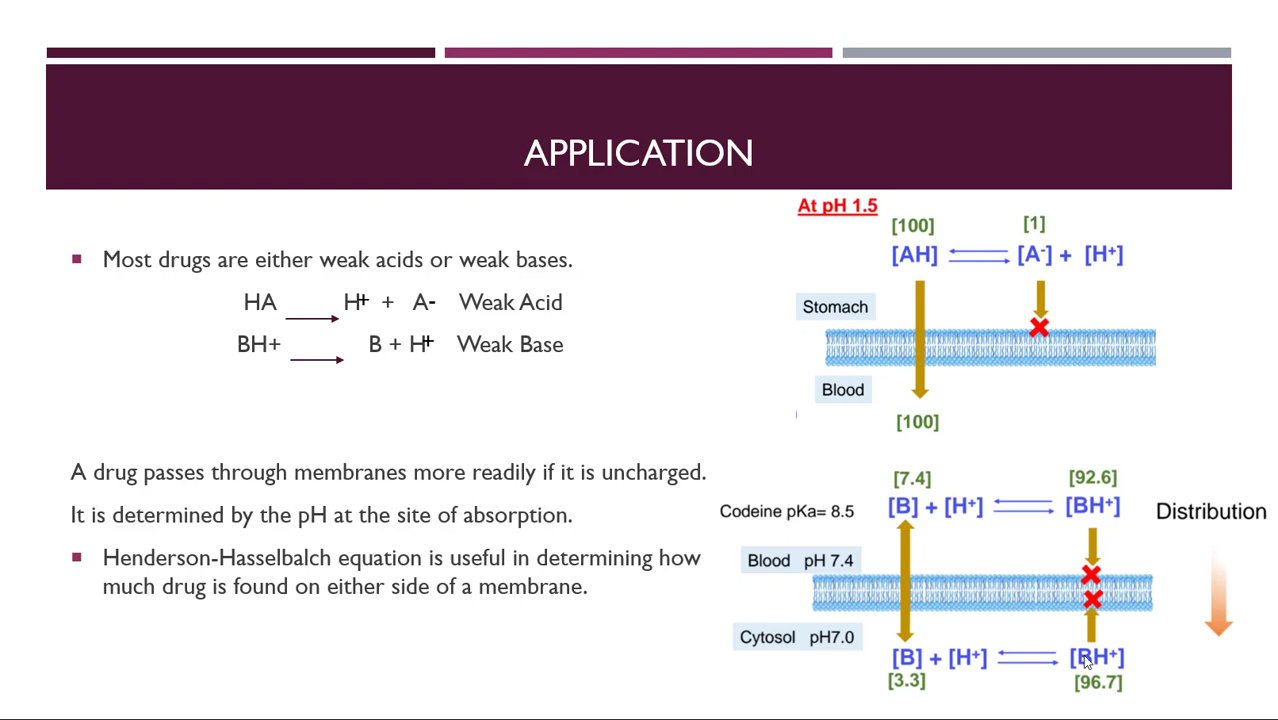 APPLICATION
Most drugs are either weak acids or weak bases.
HA H+ + A- Weak Acid
BH+ B + H+ Weak Base
A drug passes through membranes more readily if it is uncharged.
It is determined by the pH at the site of absorption.
Henderson-Hasselbalch equation is useful in determining how
much drug is found on either side of a membrane.
At pH 1.5
[100] [1]
[AH] [A-] + [H+]
Stomach
Blood
[100]
[7.4] [92.6]
Codeine pKa= 8.5 [B] + [H+] [BH+]
Distribution
Blood pH 7.4
Cytosol pH7.0
[B] + [H+] [BH+]
[3.3] [96.7]